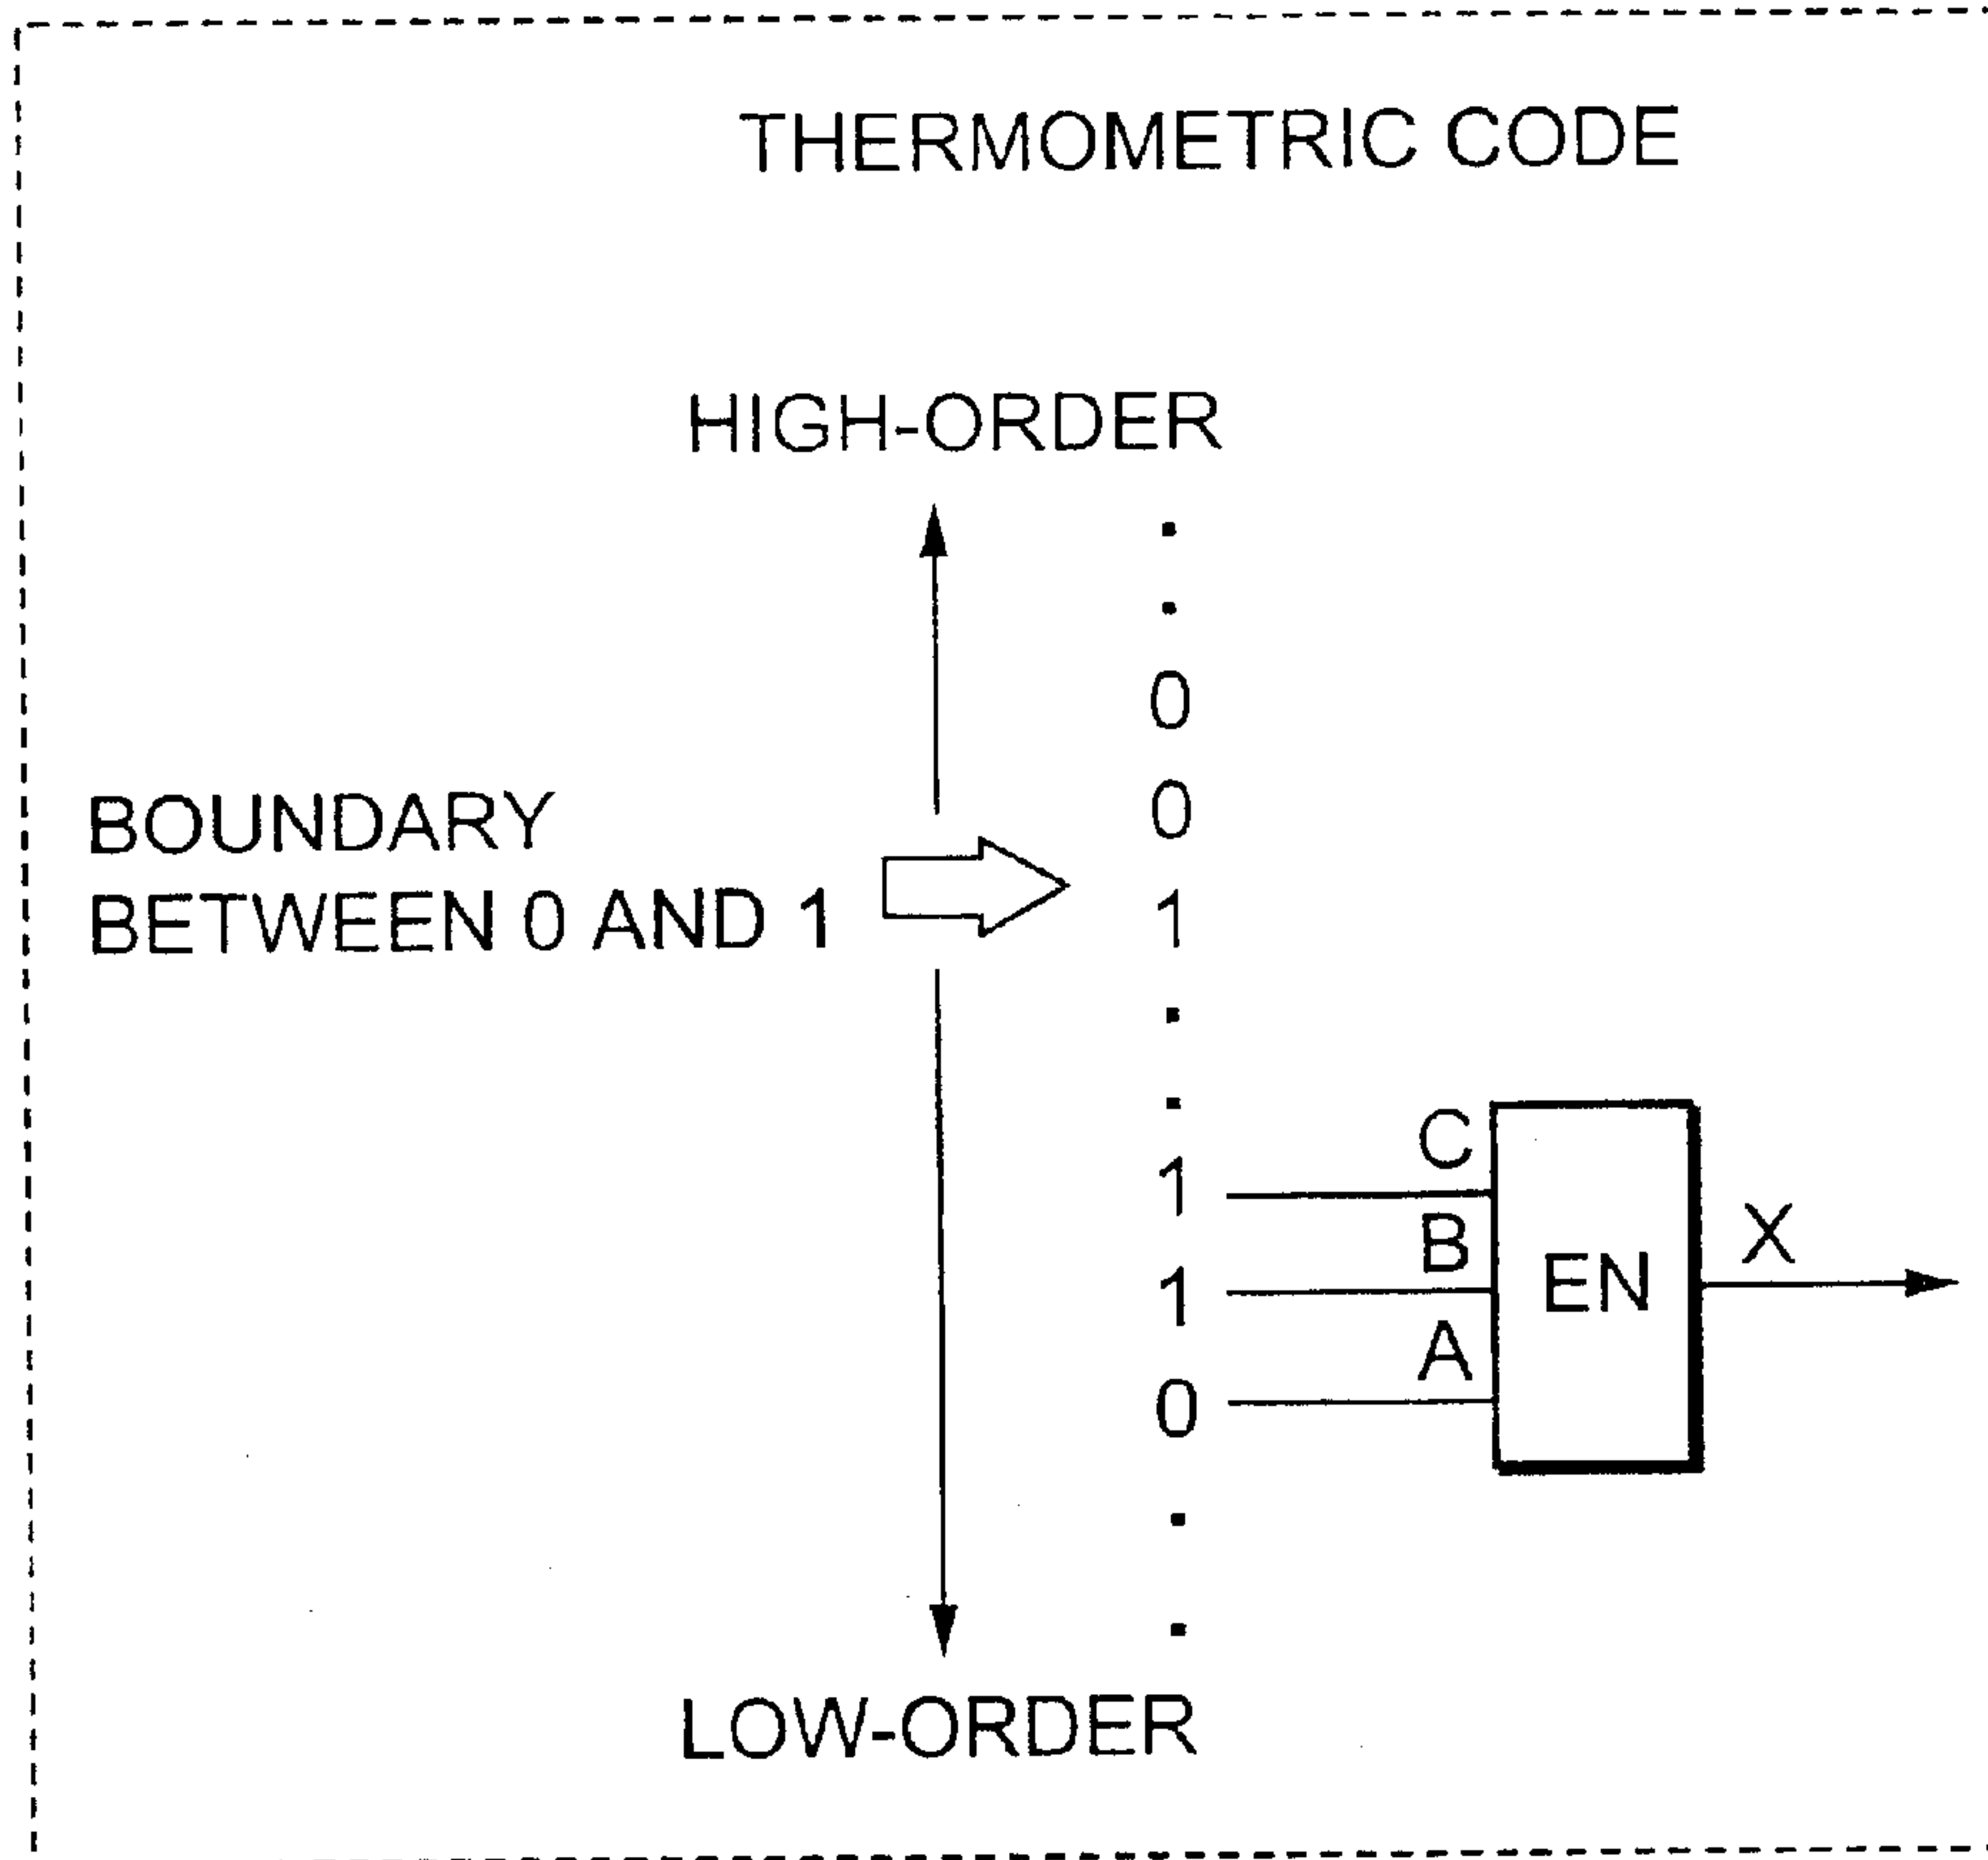 THERMOMETRIC CODE
HIGH-ORDER
.
.
0
0
BOUNDARY
BETWEEN 0 AND 1
1
.
.
1 C
1 B
EN X
0 A
.
.
LOW-ORDER